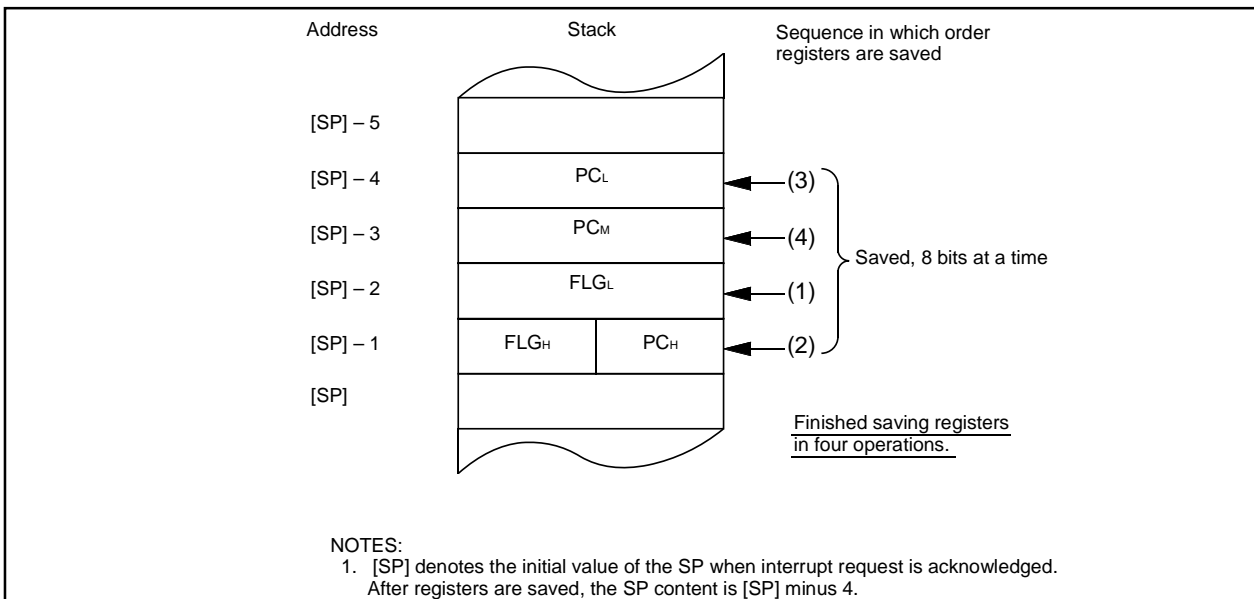 Address Stack Sequence in which order
registers are saved
[SP] – 5
[SP] – 4 PCL (3)
[SP] – 3 PCM (4)
Saved, 8 bits at a time
[SP] – 2 FLGL (1)
[SP] – 1 FLGH PCH (2)
[SP]
Finished saving registers
in four operations.
NOTES:
1. [SP] denotes the initial value of the SP when interrupt request is acknowledged.
After registers are saved, the SP content is [SP] minus 4.